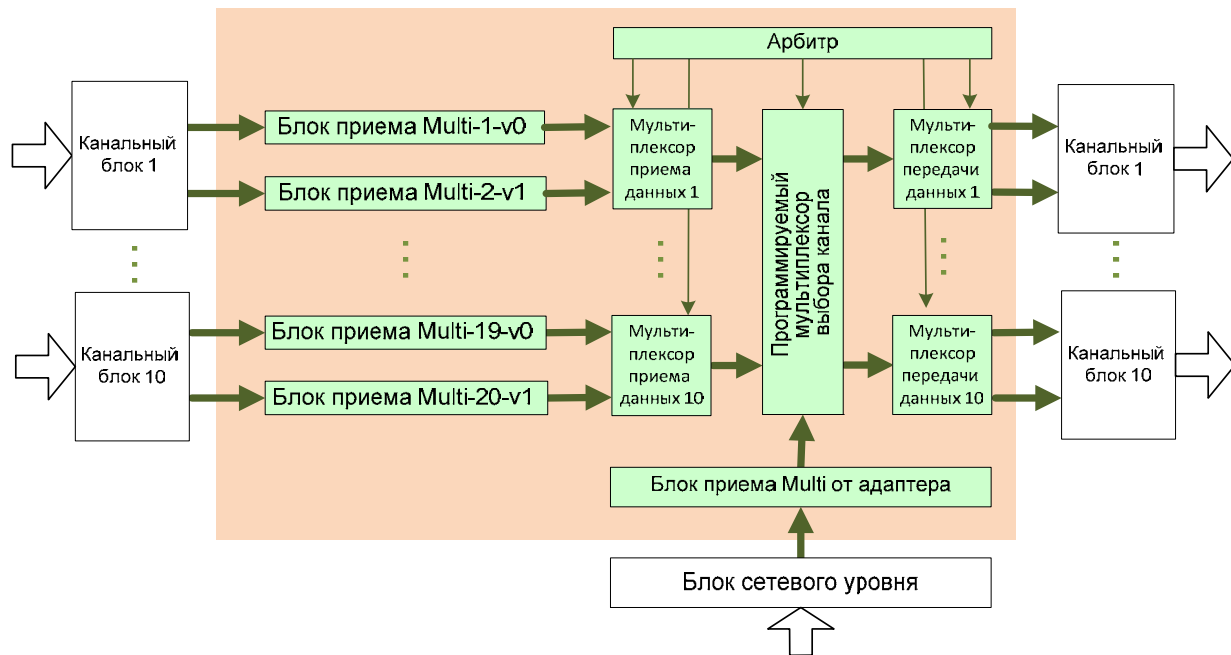 Арбитр
Канальный
блок 1
Блок приема Multi-1-v0
Блок приема Multi-2-v1
Мульти-
плексор
приема
данных 1
Программируемый
мультиплексор
выбора канала
Мульти-
плексор
передачи
данных 1
Канальный
блок 1
Канальный
блок 10
Блок приема Multi-19-v0
Блок приема Multi-20-v1
Мульти-
плексор
приема
данных 10
Мульти-
плексор
передачи
данных 10
Канальный
блок 10
Блок приема Multi от адаптера
Блок сетевого уровня